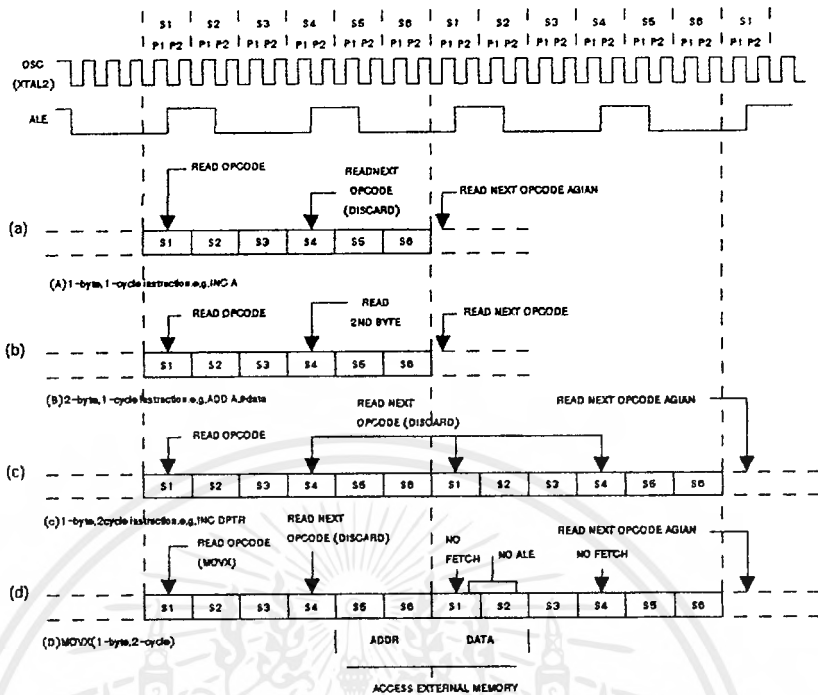 S1 S2 S3 S4 S5 S6 S1 S2 S3 S4 S5 S6 S1
P1 P2 P1 P2 P1 P2 P1 P2 P1 P2 P1 P2 P1 P2 P1 P2 P1 P2 P1 P2 P1 P2 P1 P2 P1 P2
OSC
(XTAL2)
ALE
READ OPCODE
READNEXT
OPCODE
(DISCARD)
READ NEXT OPCODE AGIAN
(a)
S1 S2 S3 S4 S5 S6
(A) 1-byte,1-cycle instruction.e.g,INC A
READ OPCODE
READ
2ND BYTE
READ NEXT OPCODE
(b)
S1 S2 S3 S4 S5 S6
(B) 2-byte,1-cycle instruction.e.g,ADD A,#data
READ OPCODE
READ NEXT
OPCODE (DISCARD)
READ NEXT OPCODE AGIAN
(c)
S1 S2 S3 S4 S5 S6 S1 S2 S3 S4 S5 S6
(c) 1-byte,2cycle instruction.e.g,INC DPTR
READ OPCODE
(MOVX)
READ NEXT
OPCODE (DISCARD)
NO
FETCH
NO ALE
NO FETCH
READ NEXT OPCODE AGIAN
(d)
S1 S2 S3 S4 S5 S6 S1 S2 S3 S4 S5 S6
(D) MOVX(1-byte,2-cycle)
ADDR DATA
ACCESS EXTERNAL MEMORY